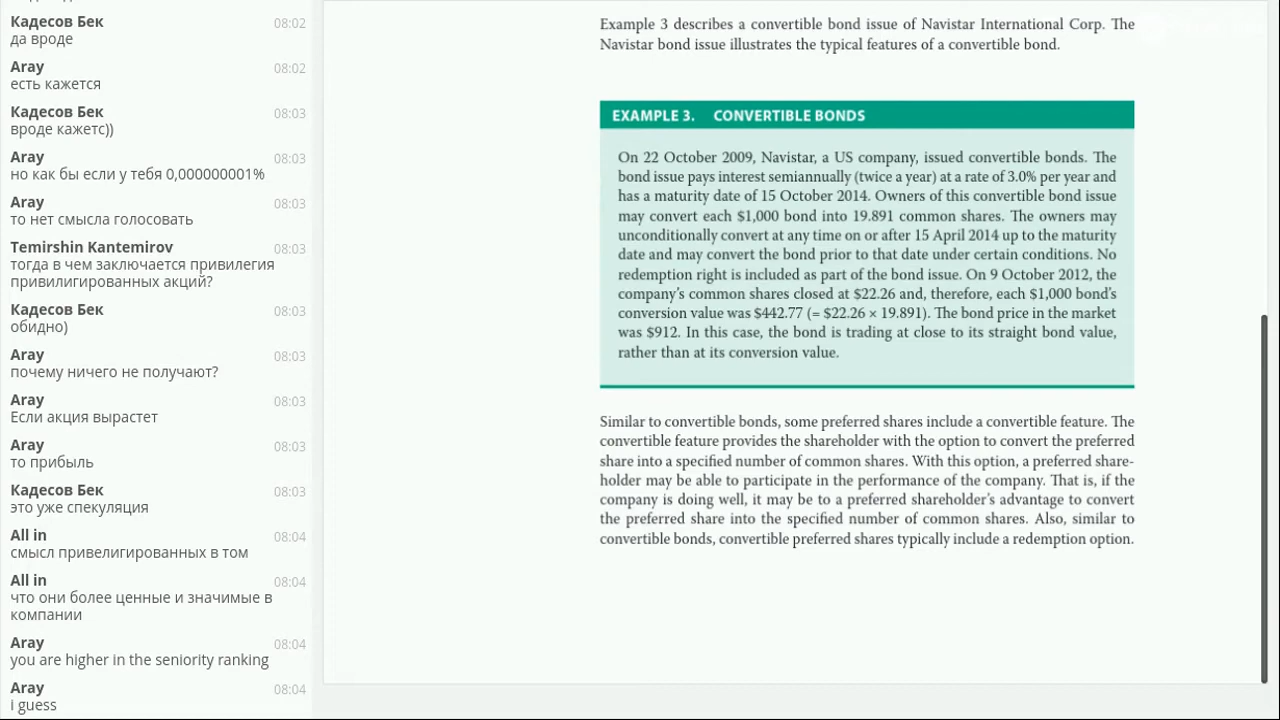 Кадесов Бек 08:02
да вроде
Aray 08:02
есть кажется
Кадесов Бек 08:03
вроде кажетс))
Aray 08:03
но как бы если у тебя 0,000000001%
Aray 08:03
то нет смысла голосовать
Temirshin Kantemirov 08:03
тогда в чем заключается привилегия
привилигированных акций?
Кадесов Бек 08:03
обидно)
Aray 08:03
почему ничего не получают?
Aray 08:03
Если акция вырастет
Aray 08:03
то прибыль
Кадесов Бек 08:03
это уже спекуляция
All in 08:04
смысл привелигированных в том
All in 08:04
что они более ценные и значимые в
компании
Aray 08:04
you are higher in the seniority ranking
Aray 08:04
i guess
Example 3 describes a convertible bond issue of Navistar International Corp. The
Navistar bond issue illustrates the typical features of a convertible bond.
EXAMPLE 3. CONVERTIBLE BONDS
On 22 October 2009, Navistar, a US company, issued convertible bonds. The
bond issue pays interest semiannually (twice a year) at a rate of 3.0% per year and
has a maturity date of 15 October 2014. Owners of this convertible bond issue
may convert each $1,000 bond into 19.891 common shares. The owners may
unconditionally convert at any time on or after 15 April 2014 up to the maturity
date and may convert the bond prior to that date under certain conditions. No
redemption right is included as part of the bond issue. On 9 October 2012, the
company's common shares closed at $22.26 and, therefore, each $1,000 bond's
conversion value was $442.77 (= $22.26 × 19.891). The bond price in the market
was $912. In this case, the bond is trading at close to its straight bond value,
rather than at its conversion value.
Similar to convertible bonds, some preferred shares include a convertible feature. The
convertible feature provides the shareholder with the option to convert the preferred
share into a specified number of common shares. With this option, a preferred share-
holder may be able to participate in the performance of the company. That is, if the
company is doing well, it may be to a preferred shareholder's advantage to convert
the preferred share into the specified number of common shares. Also, similar to
convertible bonds, convertible preferred shares typically include a redemption option.